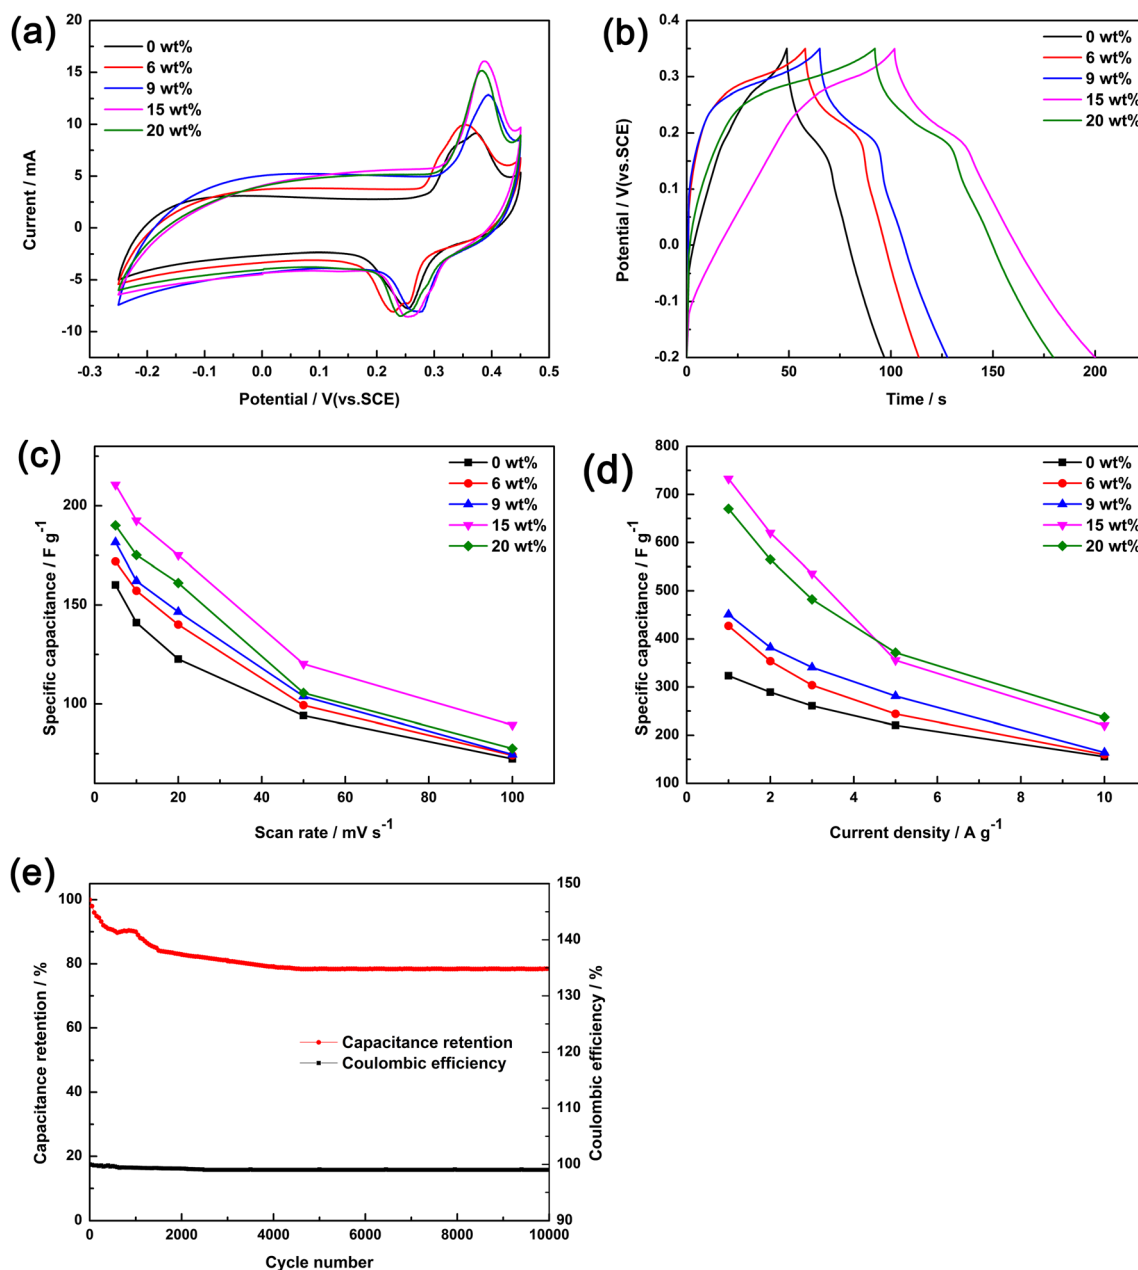 (a)
0 wt%
6 wt%
9 wt%
15 wt%
20 wt%
Current / mA
20
15
10
5
0
-5
-10
-0.3 -0.2 -0.1 0.0 0.1 0.2 0.3 0.4 0.5
Potential / V(vs.SCE)
(b)
0 wt%
6 wt%
9 wt%
15 wt%
20 wt%
Potential / V(vs.SCE)
0.4
0.3
0.2
0.1
0.0
-0.1
-0.2
0 50 100 150 200
Time / s
(c)
0 wt%
6 wt%
9 wt%
15 wt%
20 wt%
Specific capacitance / F g-1
200
150
100
0 20 40 60 80 100
Scan rate / mV s-1
(d)
0 wt%
6 wt%
9 wt%
15 wt%
20 wt%
Specific capacitance / F g-1
800
700
600
500
400
300
200
100
0 2 4 6 8 10
Current density / A g-1
(e)
Capacitance retention / %
100
80
60
40
20
0
Capacitance retention
Coulombic efficiency
150
140
130
120
110
100
90
Coulombic efficiency / %
0 2000 4000 6000 8000 10000
Cycle number